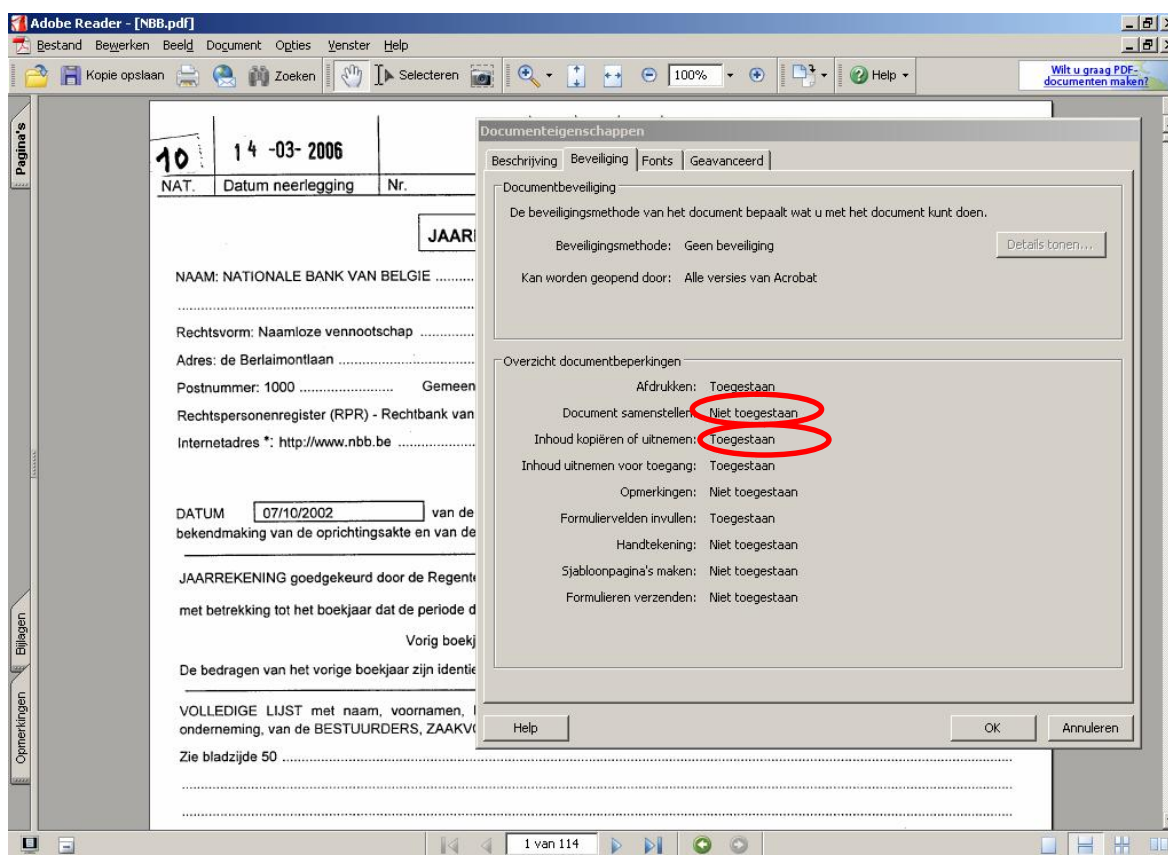 Adobe Reader - [NBB.pdf]
Bestand Bewerken Beeld Document Opties Venster Help
Kopie opslaan Zoeken Selecteren 100% Help Wilt u graag PDF-
documenten maken?
Pagina's
Bijlagen
Opmerkingen
10 14 -03- 2006
NAT. Datum neerlegging Nr.
JAAR
NAAM: NATIONALE BANK VAN BELGIE
Rechtsvorm: Naamloze vennootschap
Adres: de Berlaimontlaan
Postnummer: 1000 Gemeen
Rechtspersonenregister (RPR) - Rechtbank van
Internetadres *: http://www.nbb.be
DATUM 07/10/2002 van de
bekendmaking van de oprichtingsakte en van de
JAARREKENING goedgekeurd door de Regent
met betrekking tot het boekjaar dat de periode d
Vorig boekj
De bedragen van het vorige boekjaar zijn identie
VOLLEDIGE LIJST met naam, voornamen,
onderneming, van de BESTUURDERS, ZAAKV
Zie bladzijde 50
Documenteigenschappen
Beschrijving Beveiliging Fonts Geavanceerd
Documentbeveiliging
De beveiligingsmethode van het document bepaalt wat u met het document kunt doen.
Beveiligingsmethode: Geen beveiliging Details tonen...
Kan worden geopend door: Alle versies van Acrobat
Overzicht documentbeperkingen
Afdrukken: Toegestaan
Document samenstellen: Niet toegestaan
Inhoud kopiëren of uitnemen: Toegestaan
Inhoud uitnemen voor toegang: Toegestaan
Opmerkingen: Niet toegestaan
Formuliervelden invullen: Toegestaan
Handtekening: Niet toegestaan
Sjabloonpagina's maken: Niet toegestaan
Formulieren verzenden: Niet toegestaan
Help OK Annuleren
1 van 114